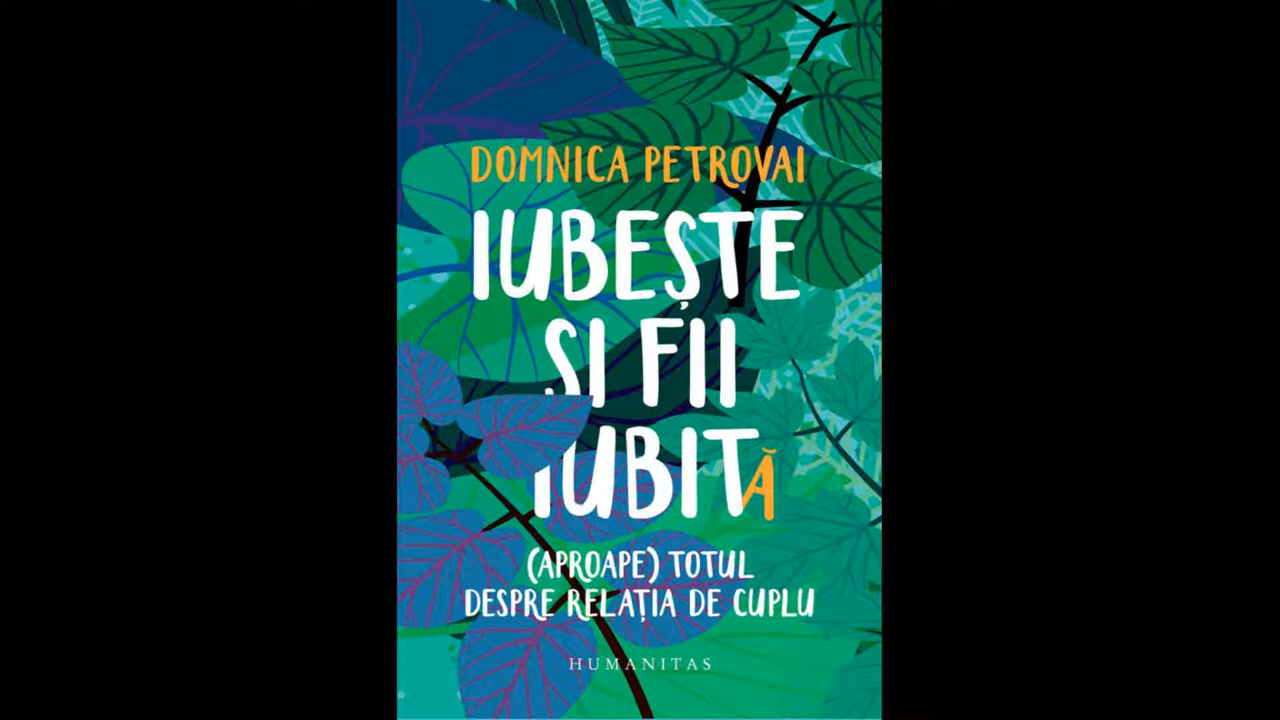 DOMNICA PETROVAI
IUBEȘTE
ȘI FII
IUBITĂ
(APROAPE) TOTUL
DESPRE RELAȚIA DE CUPLU
HUMANITAS